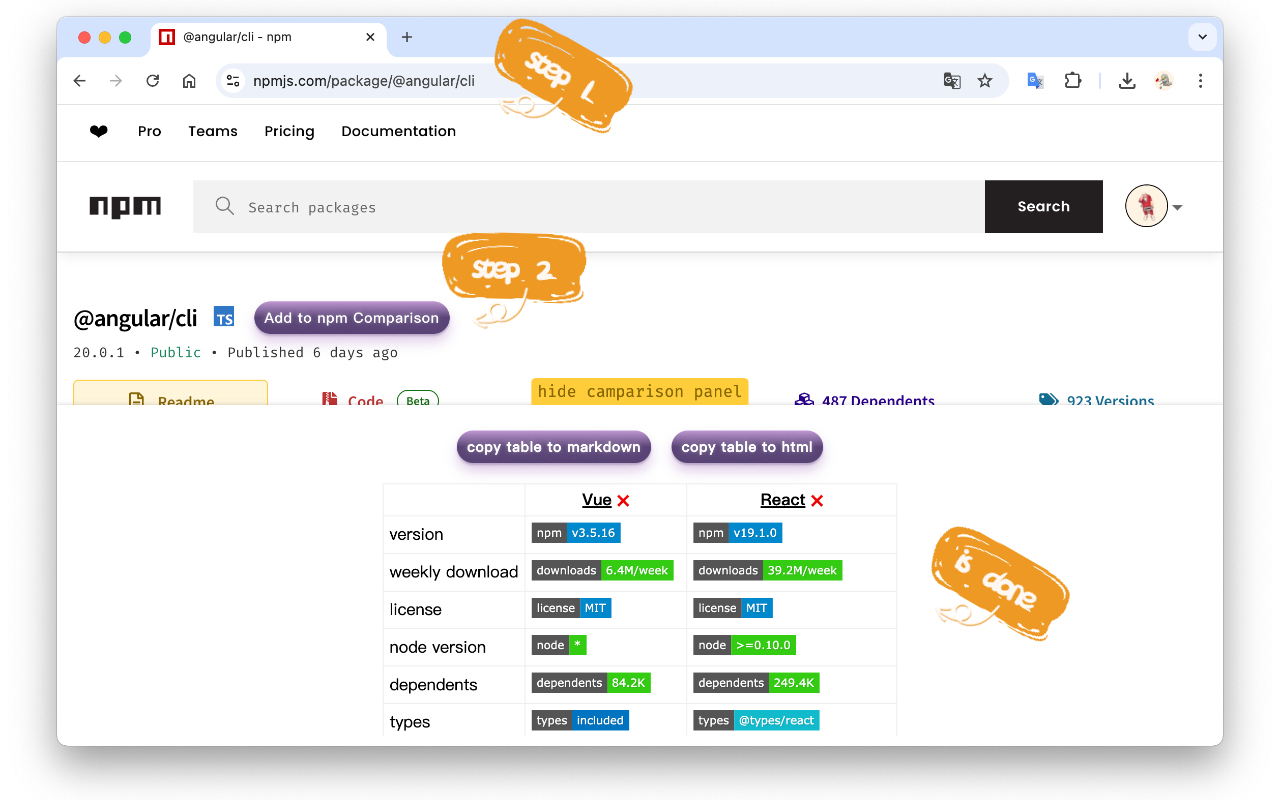 @angular/cli - npm
step 1
npmjs.com/package/@angular/cli
Pro Teams Pricing Documentation
npm Search packages Search
step 2
@angular/cli TS Add to npm Comparison
20.0.1 • Public • Published 6 days ago
Readme Code Beta hide camparison panel 487 Dependents 923 Versions
copy table to markdown copy table to html
Vue React
version npm v3.5.16 npm v19.1.0
weekly download downloads 6.4M/week downloads 39.2M/week
is done
license license MIT license MIT
node version node * node >=0.10.0
dependents dependents 84.2K dependents 249.4K
types types included types @types/react